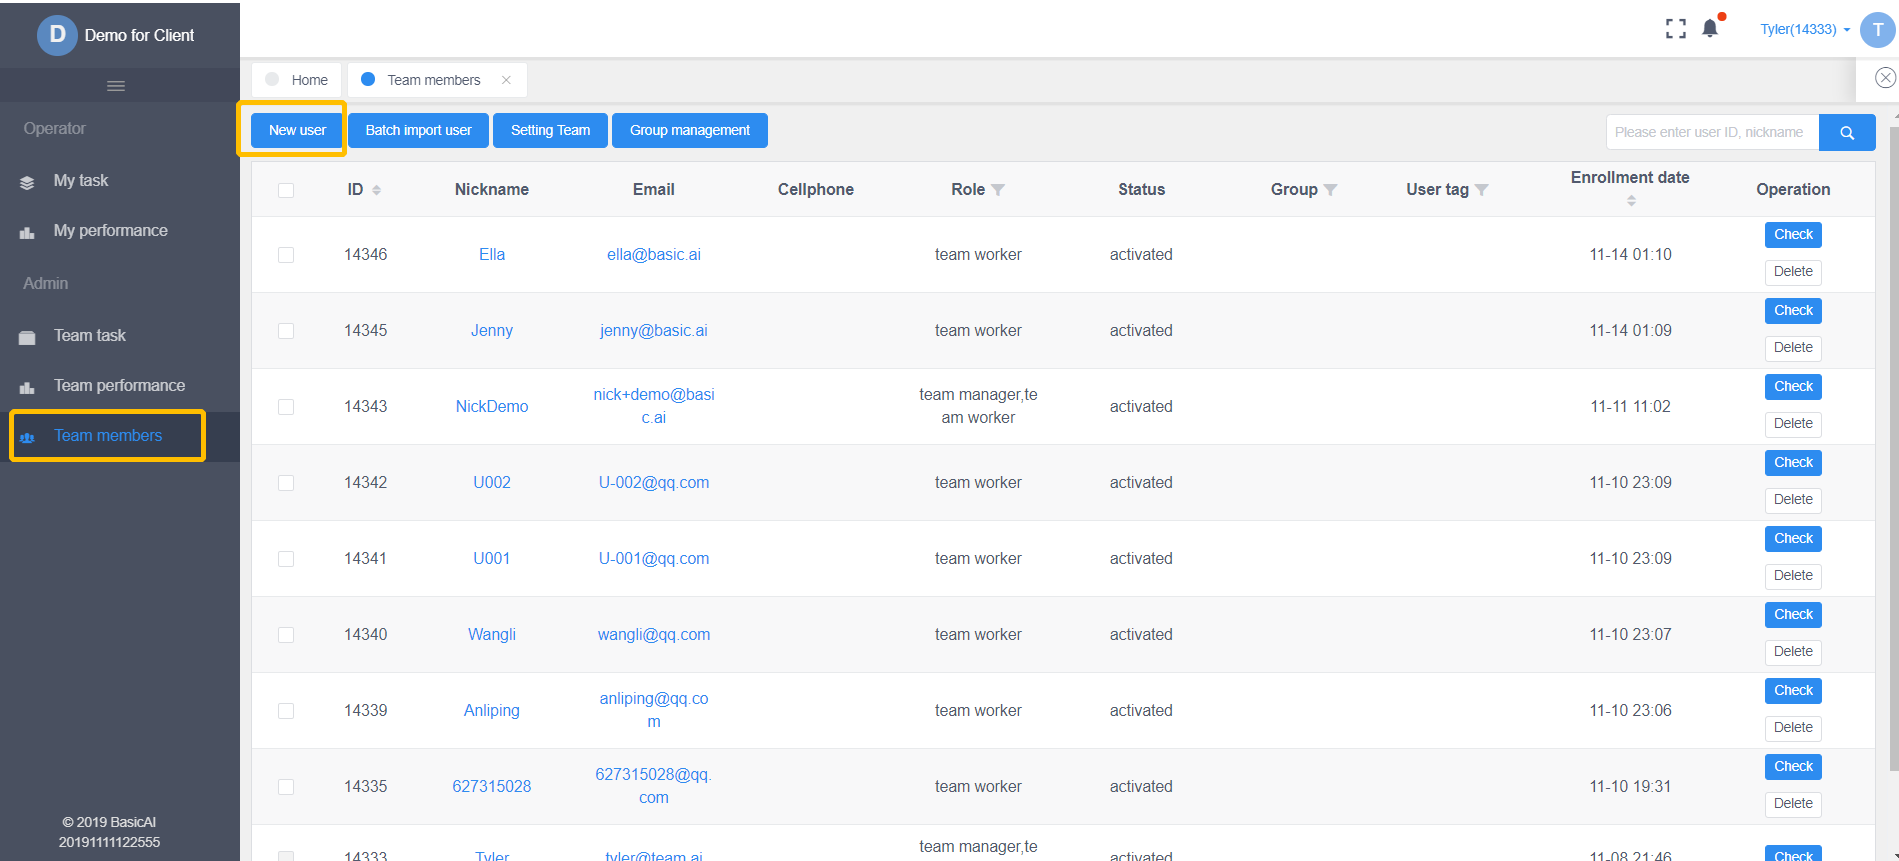 D Demo for Client
Tyler(14333) T
Home
Team members
Operator
My task
My performance
Admin
Team task
Team performance
Team members
© 2019 BasicAI
20191111122555
New user
Batch import user
Setting Team
Group management
Please enter user ID, nickname
ID Nickname Email Cellphone Role Status Group User tag Enrollment date Operation
14346 Ella ella@basic.ai team worker activated 11-14 01:10 Check
Delete
14345 Jenny jenny@basic.ai team worker activated 11-14 01:09 Check
Delete
14343 NickDemo nick+demo@basi team manager,te activated 11-11 11:02 Check
c.ai am worker Delete
14342 U002 U-002@qq.com team worker activated 11-10 23:09 Check
Delete
14341 U001 U-001@qq.com team worker activated 11-10 23:09 Check
Delete
14340 Wangli wangli@qq.com team worker activated 11-10 23:07 Check
Delete
14339 Anliping anliping@qq.co team worker activated 11-10 23:06 Check
m Delete
14335 627315028 627315028@qq. team worker activated 11-10 19:31 Check
com Delete
team manager,te
14333 Tyler tyler@team.ai activated 11-08 21:46 Check